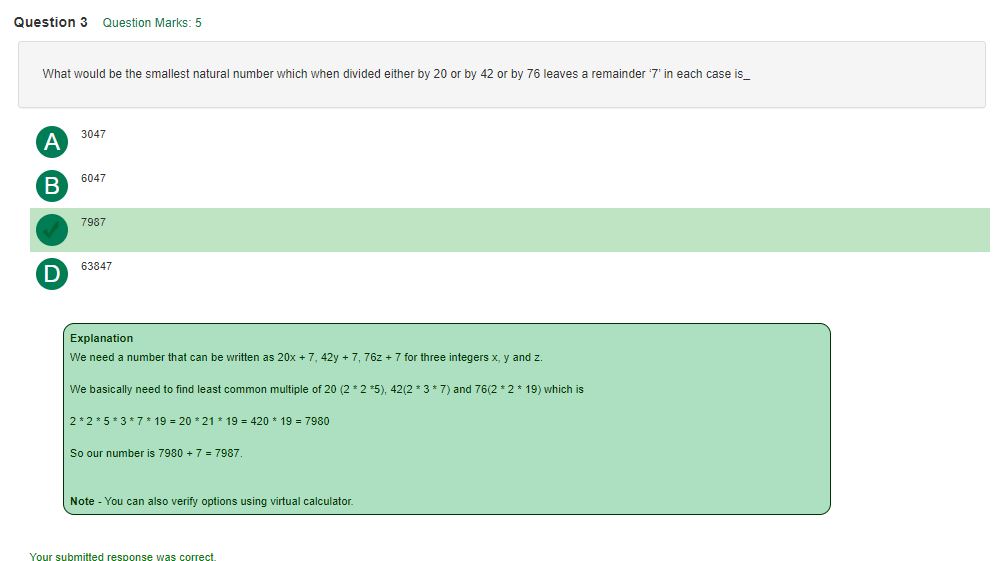 Question 3 Question Marks: 5
What would be the smallest natural number which when divided either by 20 or by 42 or by 76 leaves a remainder '7' in each case is_
A 3047
B 6047
7987
D 63847
Explanation
We need a number that can be written as 20x + 7, 42y + 7, 76z + 7 for three integers x, y and z.
We basically need to find least common multiple of 20 (2 * 2 *5), 42(2 * 3 * 7) and 76(2 * 2 * 19) which is
2 * 2 * 5 * 3 * 7 * 19 = 20 * 21 * 19 = 420 * 19 = 7980
So our number is 7980 + 7 = 7987.
Note - You can also verify options using virtual calculator.
Your submitted response was correct.